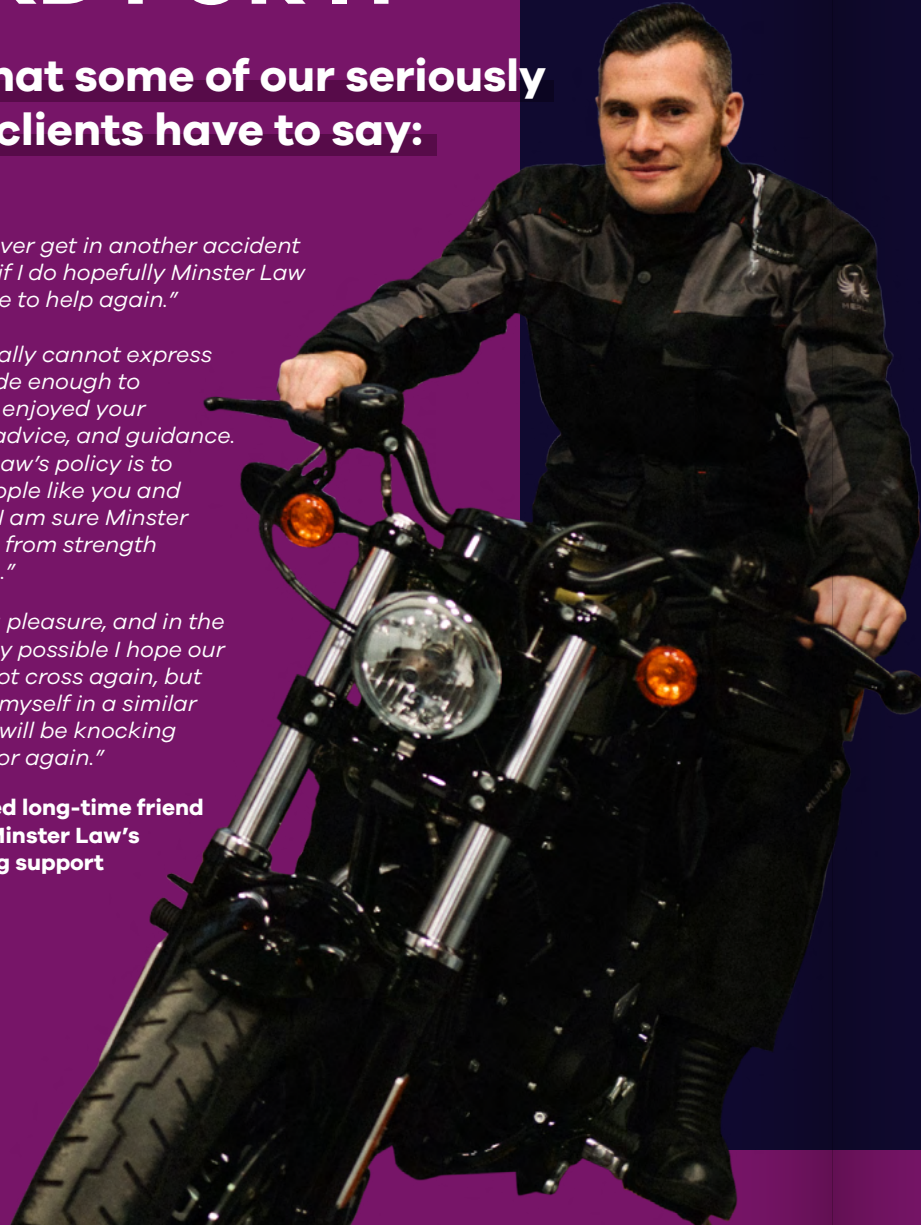 hat some of our seriously
clients have to say:
ver get in another accident
if I do hopefully Minster Law
e to help again.”
ally cannot express
de enough to
enjoyed your
advice, and guidance.
aw’s policy is to
ople like you and
I am sure Minster
from strength
.”
pleasure, and in the
y possible I hope our
ot cross again, but
myself in a similar
will be knocking
or again.”
ed long-time friend
Minster Law’s
g support